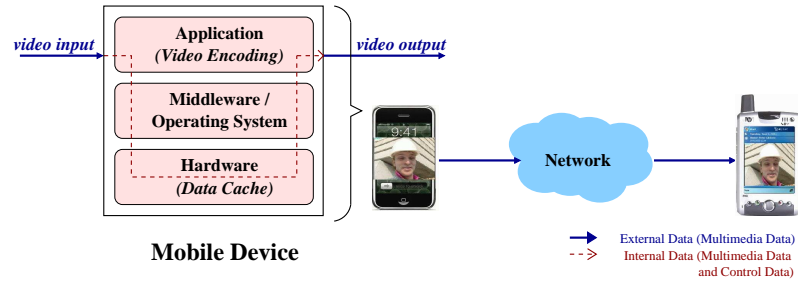 video input
Application
(Video Encoding)
video output
Middleware /
Operating System
Hardware
(Data Cache)
9:41
Network
Mobile Device
External Data (Multimedia Data)
Internal Data (Multimedia Data
and Control Data)